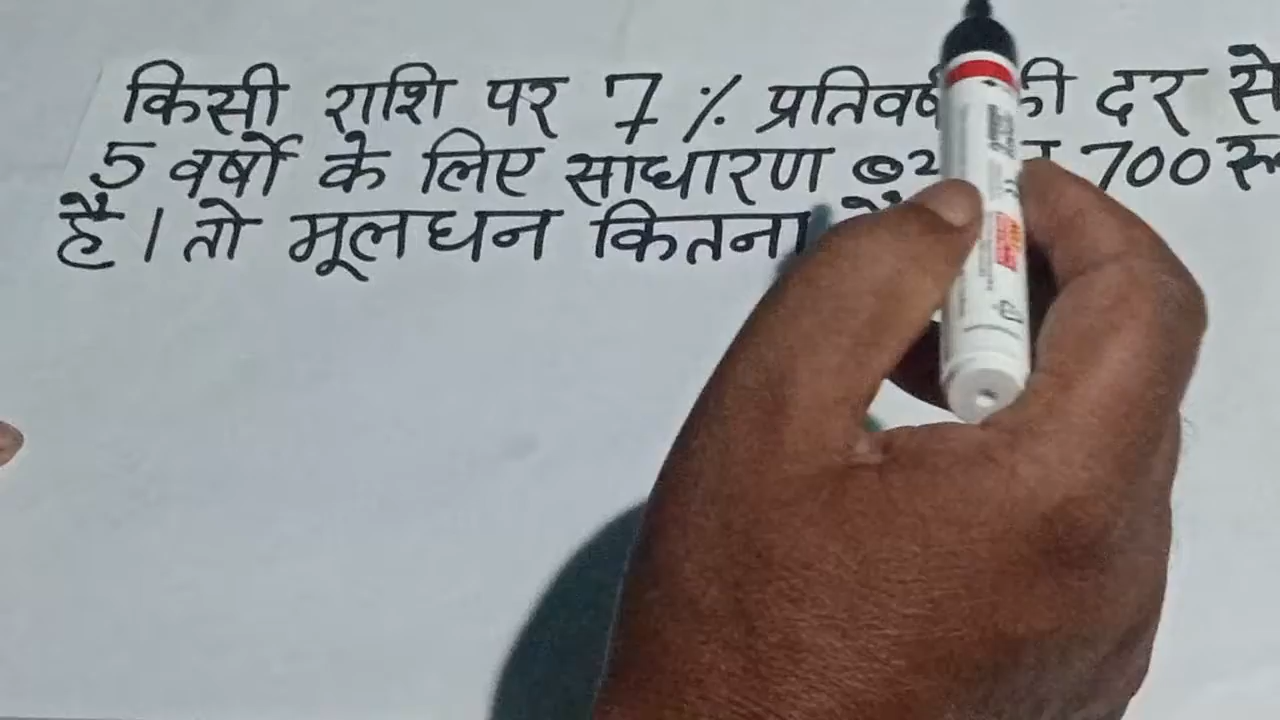 किसी राशि पर 7 % प्रतिवर्ष की दर से
5 वर्षो के लिए साधारण 700 रू
है। तो मूलधन कितना